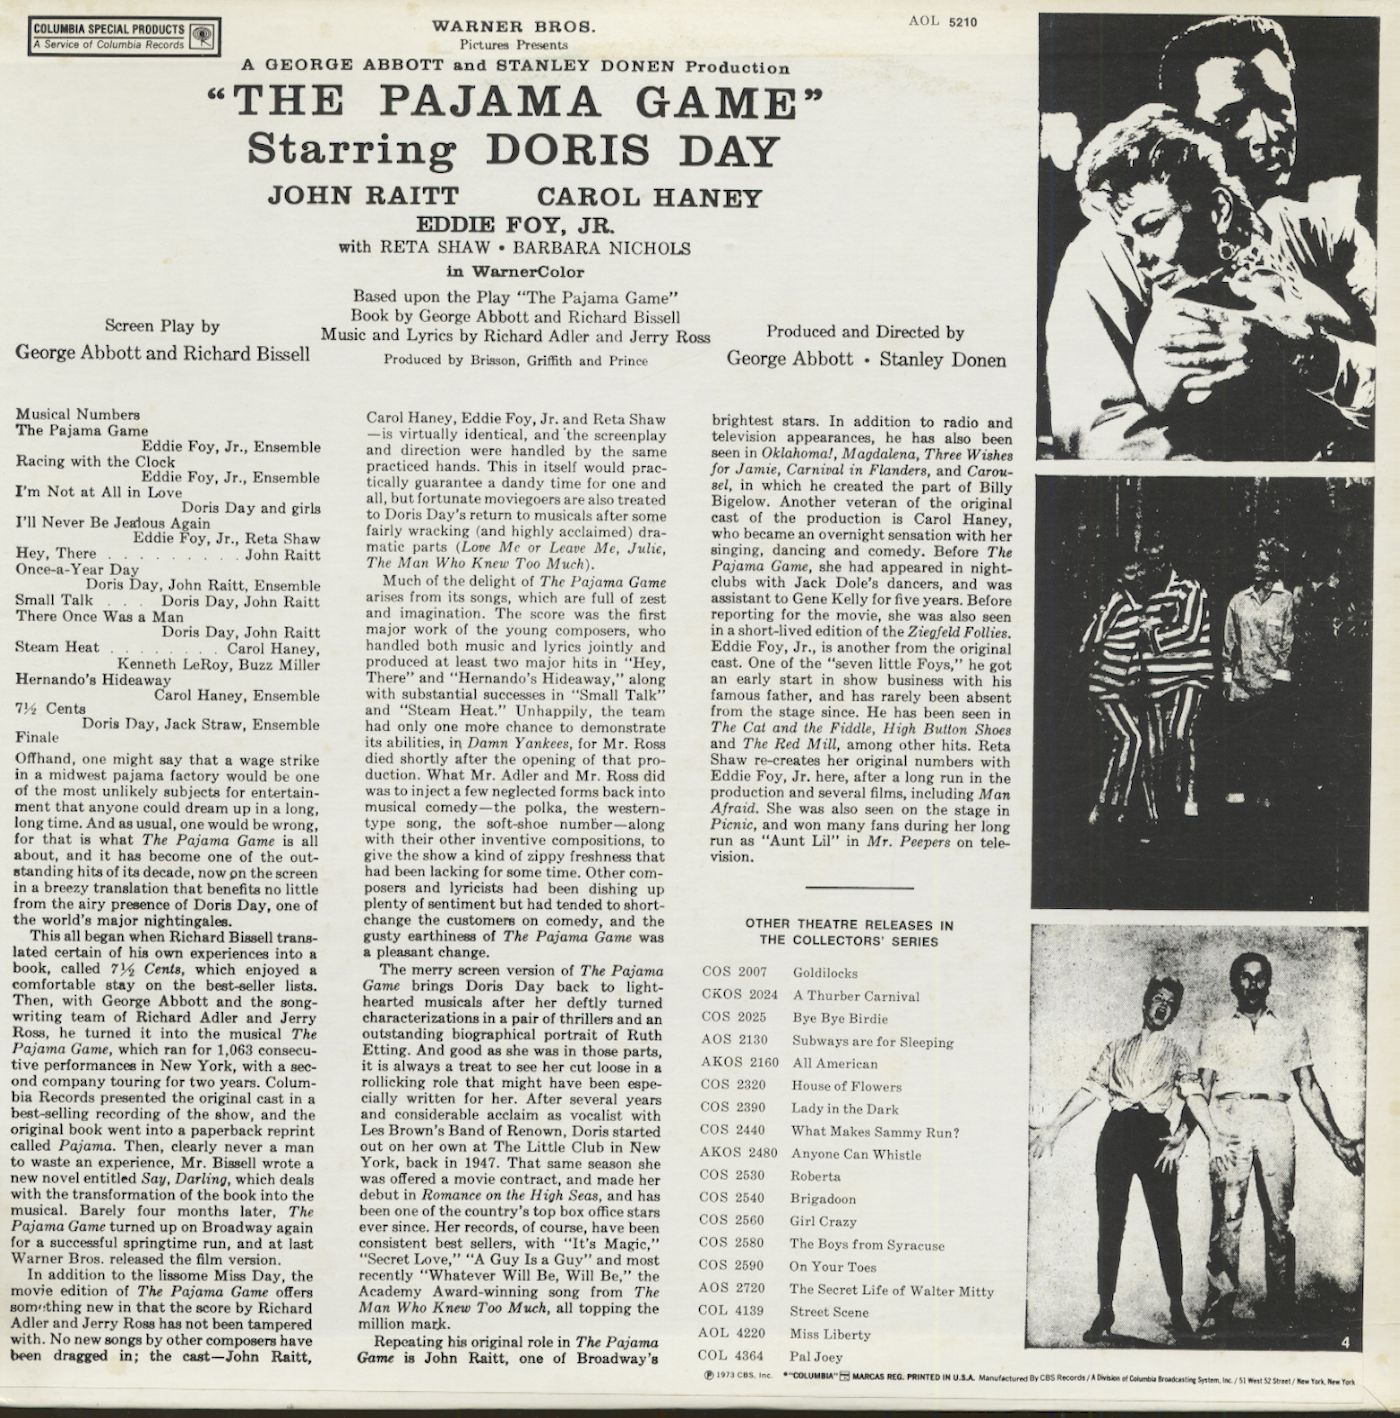 COLUMBIA SPECIAL PRODUCTS
A Service of Columbia Records
AOL 5210
WARNER BROS.
Pictures Presents
A GEORGE ABBOTT and STANLEY DONEN Production
“THE PAJAMA GAME”
Starring DORIS DAY
JOHN RAITT CAROL HANEY
EDDIE FOY, JR.
with RETA SHAW • BARBARA NICHOLS
in WarnerColor
Based upon the Play “The Pajama Game”
Book by George Abbott and Richard Bissell
Music and Lyrics by Richard Adler and Jerry Ross
Produced by Brisson, Griffith and Prince
Screen Play by
George Abbott and Richard Bissell
Produced and Directed by
George Abbott • Stanley Donen
Musical Numbers
The Pajama Game
Eddie Foy, Jr., Ensemble
Racing with the Clock
Eddie Foy, Jr., Ensemble
I'm Not at All in Love
Doris Day and girls
I'll Never Be Jealous Again
Eddie Foy, Jr., Reta Shaw
Hey, There . . . . . . . . . John Raitt
Once-a-Year Day
Doris Day, John Raitt, Ensemble
Small Talk . . . Doris Day, John Raitt
There Once Was a Man
Doris Day, John Raitt
Steam Heat . . . . . . . . Carol Haney,
Kenneth LeRoy, Buzz Miller
Hernando's Hideaway
Carol Haney, Ensemble
7½ Cents
Doris Day, Jack Straw, Ensemble
Finale
Offhand, one might say that a wage strike
in a midwest pajama factory would be one
of the most unlikely subjects for entertain-
ment that anyone could dream up in a long,
long time. And as usual, one would be wrong,
for that is what The Pajama Game is all
about, and it has become one of the out-
standing hits of its decade, now on the screen
in a breezy translation that benefits no little
from the airy presence of Doris Day, one of
the world's major nightingales.
This all began when Richard Bissell trans-
lated certain of his own experiences into a
book, called 7½ Cents, which enjoyed a
comfortable stay on the best-seller lists.
Then, with George Abbott and the song-
writing team of Richard Adler and Jerry
Ross, he turned it into the musical The
Pajama Game, which ran for 1,063 consecu-
tive performances in New York, with a sec-
ond company touring for two years. Colum-
bia Records presented the original cast in a
best-selling recording of the show, and the
original book went into a paperback reprint
called Pajama. Then, clearly never a man
to waste an experience, Mr. Bissell wrote a
new novel entitled Say, Darling, which deals
with the transformation of the book into the
musical. Barely four months later, The
Pajama Game turned up on Broadway again
for a successful springtime run, and at last
Warner Bros. released the film version.
In addition to the lissome Miss Day, the
movie edition of The Pajama Game offers
something new in that the score by Richard
Adler and Jerry Ross has not been tampered
with. No new songs by other composers have
been dragged in; the cast—John Raitt,
Carol Haney, Eddie Foy, Jr. and Reta Shaw
—is virtually identical, and the screenplay
and direction were handled by the same
practiced hands. This in itself would prac-
tically guarantee a dandy time for one and
all, but fortunate moviegoers are also treated
to Doris Day's return to musicals after some
fairly wracking (and highly acclaimed) dra-
matic parts (Love Me or Leave Me, Julie,
The Man Who Knew Too Much).
Much of the delight of The Pajama Game
arises from its songs, which are full of zest
and imagination. The score was the first
major work of the young composers, who
handled both music and lyrics jointly and
produced at least two major hits in “Hey,
There” and “Hernando's Hideaway,” along
with substantial successes in “Small Talk”
and “Steam Heat.” Unhappily, the team
had only one more chance to demonstrate
its abilities, in Damn Yankees, for Mr. Ross
died shortly after the opening of that pro-
duction. What Mr. Adler and Mr. Ross did
was to inject a few neglected forms back into
musical comedy—the polka, the western-
type song, the soft-shoe number—along
with their other inventive compositions, to
give the show a kind of zippy freshness that
had been lacking for some time. Other com-
posers and lyricists had been dishing up
plenty of sentiment but had tended to short-
change the customers on comedy, and the
gusty earthiness of The Pajama Game was
a pleasant change.
The merry screen version of The Pajama
Game brings Doris Day back to light-
hearted musicals after her deftly turned
characterizations in a pair of thrillers and an
outstanding biographical portrait of Ruth
Etting. And good as she was in those parts,
it is always a treat to see her cut loose in a
rollicking role that might have been espe-
cially written for her. After several years
and considerable acclaim as vocalist with
Les Brown's Band of Renown, Doris started
out on her own at The Little Club in New
York, back in 1947. That same season she
was offered a movie contract, and made her
debut in Romance on the High Seas, and has
been one of the country's top box office stars
ever since. Her records, of course, have been
consistent best sellers, with “It's Magic,”
“Secret Love,” “A Guy Is a Guy” and most
recently “Whatever Will Be, Will Be,” the
Academy Award-winning song from The
Man Who Knew Too Much, all topping the
million mark.
Repeating his original role in The Pajama
Game is John Raitt, one of Broadway's
brightest stars. In addition to radio and
television appearances, he has also been
seen in Oklahoma!, Magdalena, Three Wishes
for Jamie, Carnival in Flanders, and Carou-
sel, in which he created the part of Billy
Bigelow. Another veteran of the original
cast of the production is Carol Haney,
who became an overnight sensation with her
singing, dancing and comedy. Before The
Pajama Game, she had appeared in night-
clubs with Jack Dole's dancers, and was
assistant to Gene Kelly for five years. Before
reporting for the movie, she was also seen
in a short-lived edition of the Ziegfeld Follies.
Eddie Foy, Jr., is another from the original
cast. One of the “seven little Foys,” he got
an early start in show business with his
famous father, and has rarely been absent
from the stage since. He has been seen in
The Cat and the Fiddle, High Button Shoes
and The Red Mill, among other hits. Reta
Shaw re-creates her original numbers with
Eddie Foy, Jr. here, after a long run in the
production and several films, including Man
Afraid. She was also seen on the stage in
Picnic, and won many fans during her long
run as “Aunt Lil” in Mr. Peepers on tele-
vision.
OTHER THEATRE RELEASES IN
THE COLLECTORS' SERIES
COS 2007 Goldilocks
CKOS 2024 A Thurber Carnival
COS 2025 Bye Bye Birdie
AOS 2130 Subways are for Sleeping
AKOS 2160 All American
COS 2320 House of Flowers
COS 2390 Lady in the Dark
COS 2440 What Makes Sammy Run?
AKOS 2480 Anyone Can Whistle
COS 2530 Roberta
COS 2540 Brigadoon
COS 2560 Girl Crazy
COS 2580 The Boys from Syracuse
COS 2590 On Your Toes
AOS 2720 The Secret Life of Walter Mitty
COL 4139 Street Scene
AOL 4220 Miss Liberty
COL 4364 Pal Joey
4
℗ 1973 CBS, Inc. •“COLUMBIA” MARCAS REG. PRINTED IN U.S.A. Manufactured By CBS Records / A Division of Columbia Broadcasting System, Inc. / 51 West 52 Street / New York, New York